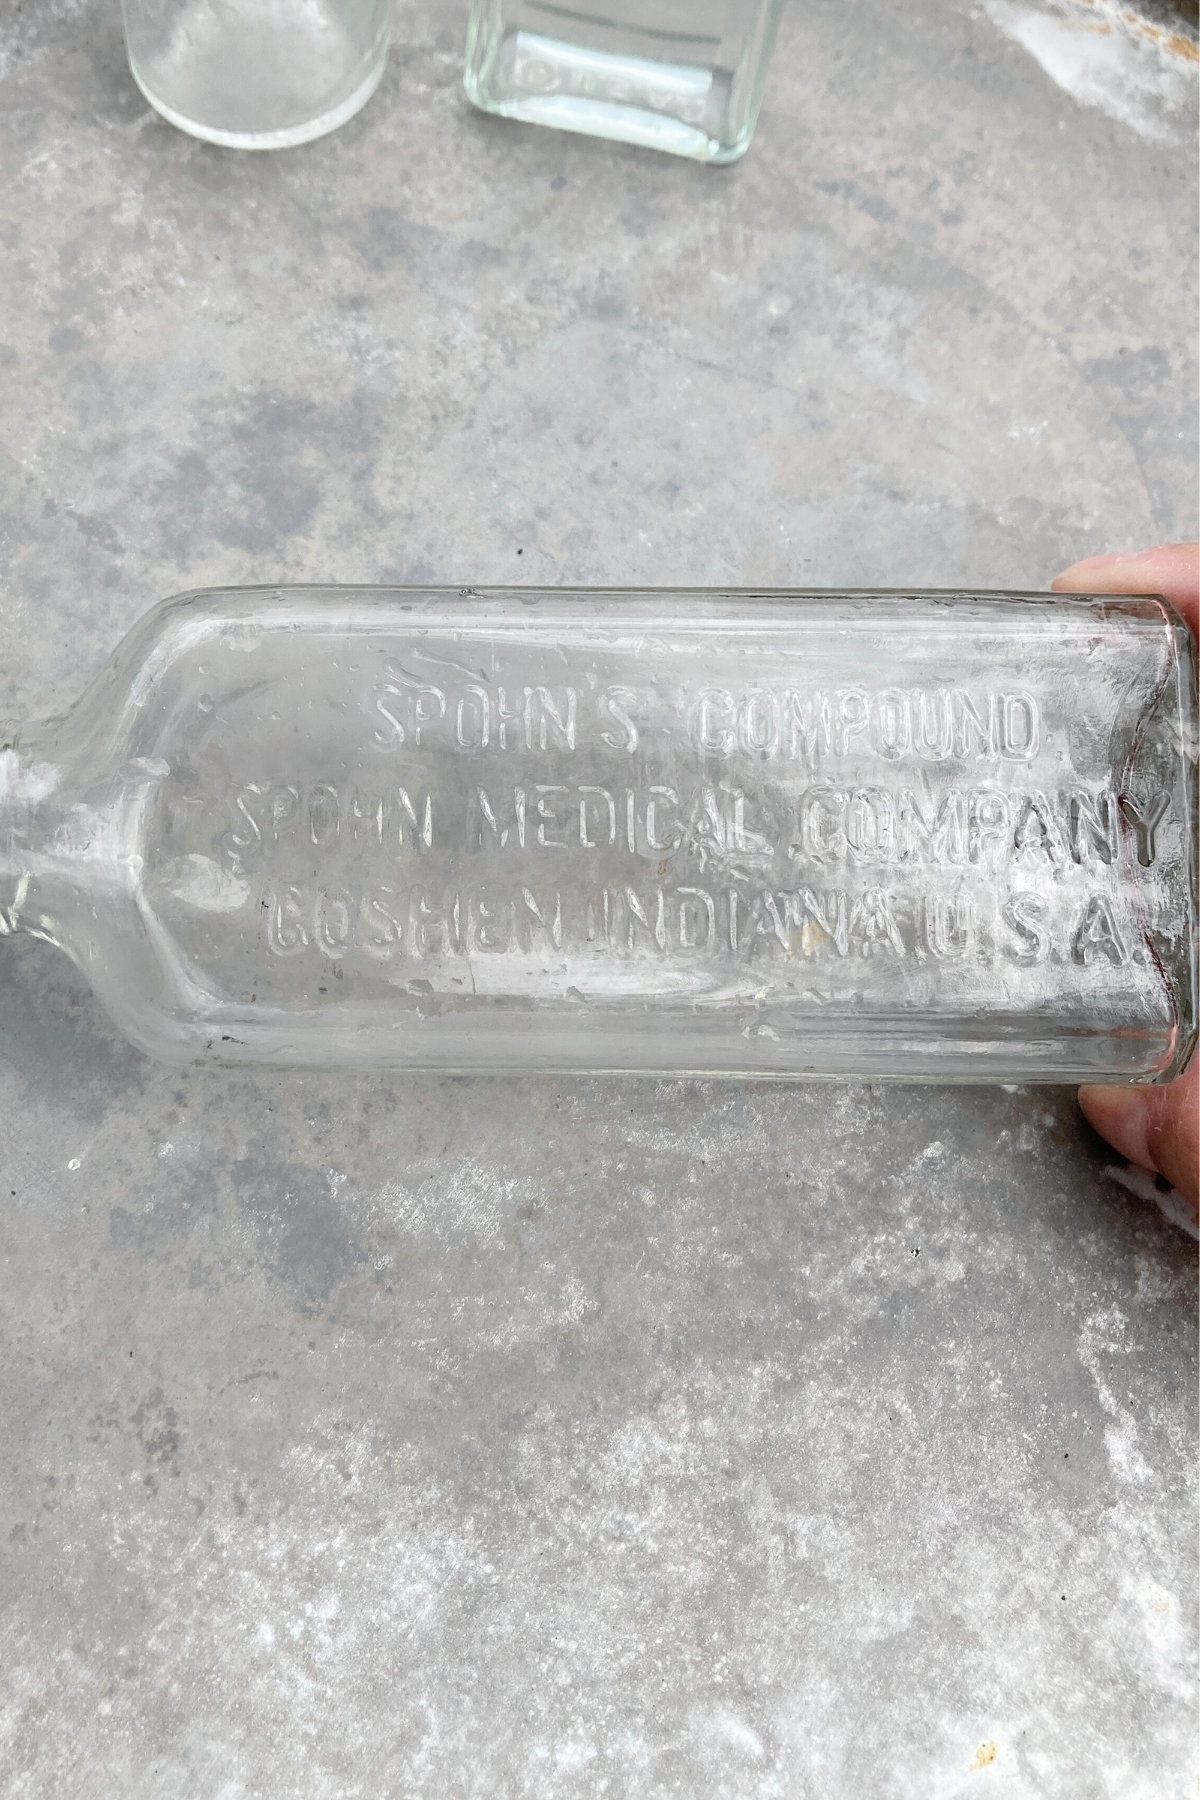 SPOHN'S COMPOUND
SPOHN MEDICAL COMPANY
GOSHEN INDIANA U.S.A.